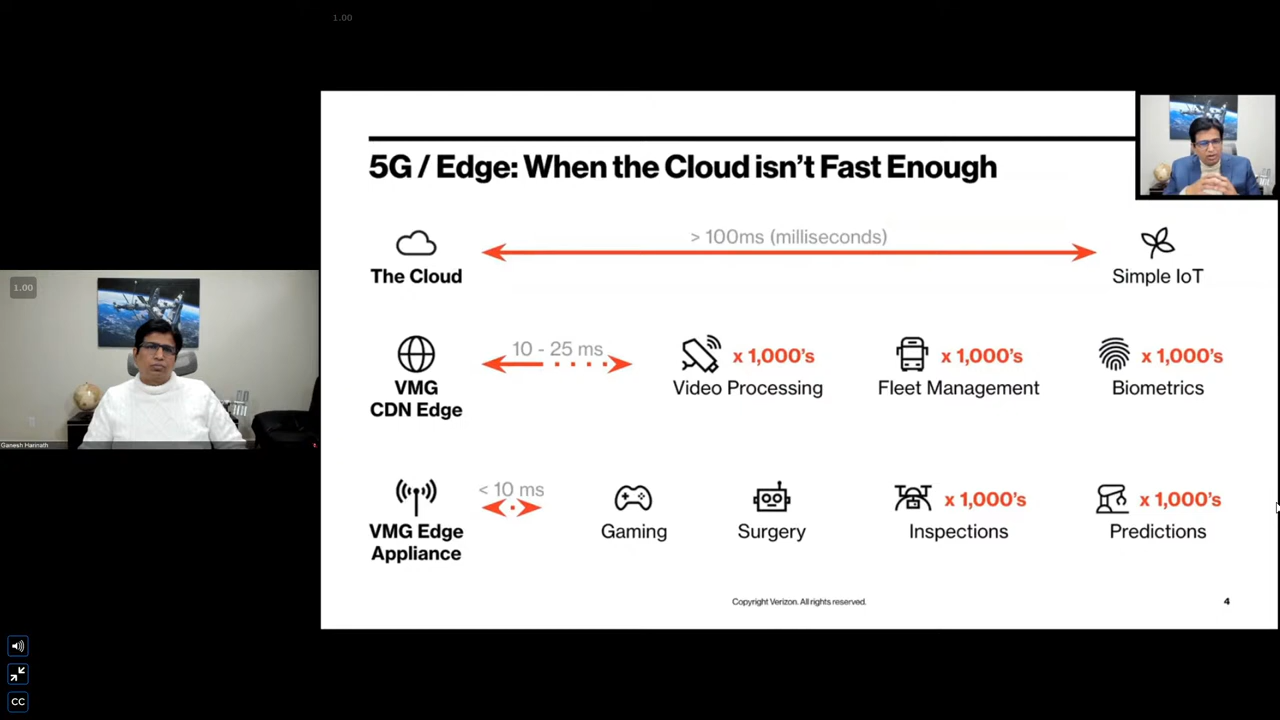 1.00
5G / Edge: When the Cloud isn't Fast Enough
> 100ms (milliseconds)
The Cloud
Simple IoT
1.00
10 - 25 ms
x 1,000's
x 1,000's
x 1,000's
VMG
CDN Edge
Video Processing
Fleet Management
Biometrics
Ganesh Harinath
< 10 ms
x 1,000's
x 1,000's
VMG Edge
Appliance
Gaming
Surgery
Inspections
Predictions
Copyright Verizon. All rights reserved.
4
CC